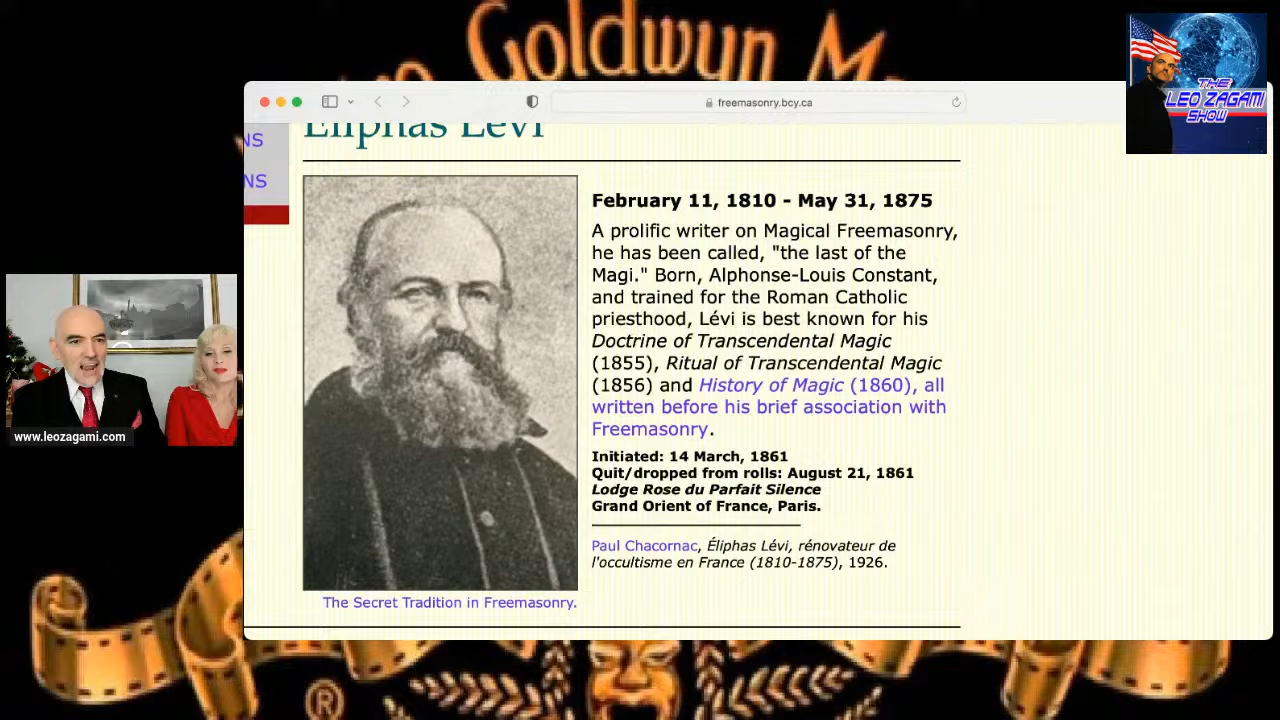 Goldwyn M
THE
LEO ZAGAMI
SHOW
freemasonry.bcy.ca
Eliphas Lévi
NS
NS
February 11, 1810 - May 31, 1875
A prolific writer on Magical Freemasonry,
he has been called, "the last of the
Magi." Born, Alphonse-Louis Constant,
and trained for the Roman Catholic
priesthood, Lévi is best known for his
Doctrine of Transcendental Magic
(1855), Ritual of Transcendental Magic
(1856) and History of Magic (1860), all
written before his brief association with
Freemasonry.
Initiated: 14 March, 1861
Quit/dropped from rolls: August 21, 1861
Lodge Rose du Parfait Silence
Grand Orient of France, Paris.
Paul Chacornac, Éliphas Lévi, rénovateur de
l'occultisme en France (1810-1875), 1926.
The Secret Tradition in Freemasonry.
www.leozagami.com
®